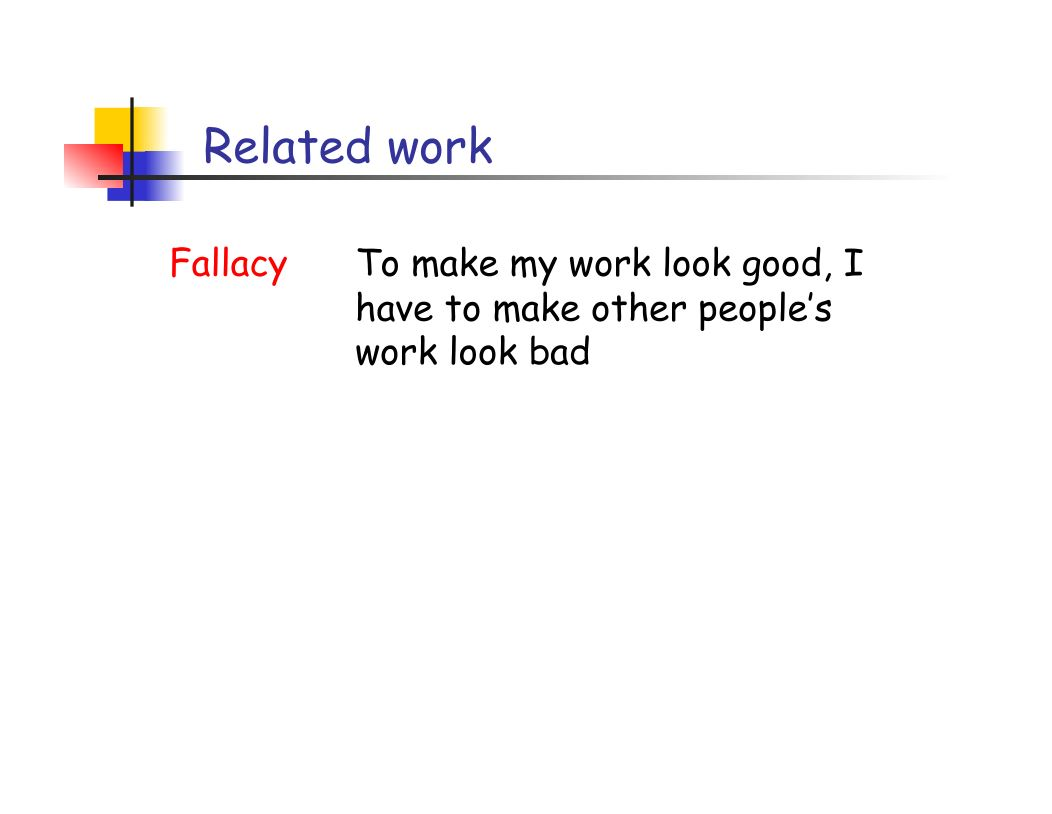 Related work
Fallacy To make my work look good, I
have to make other people’s
work look bad